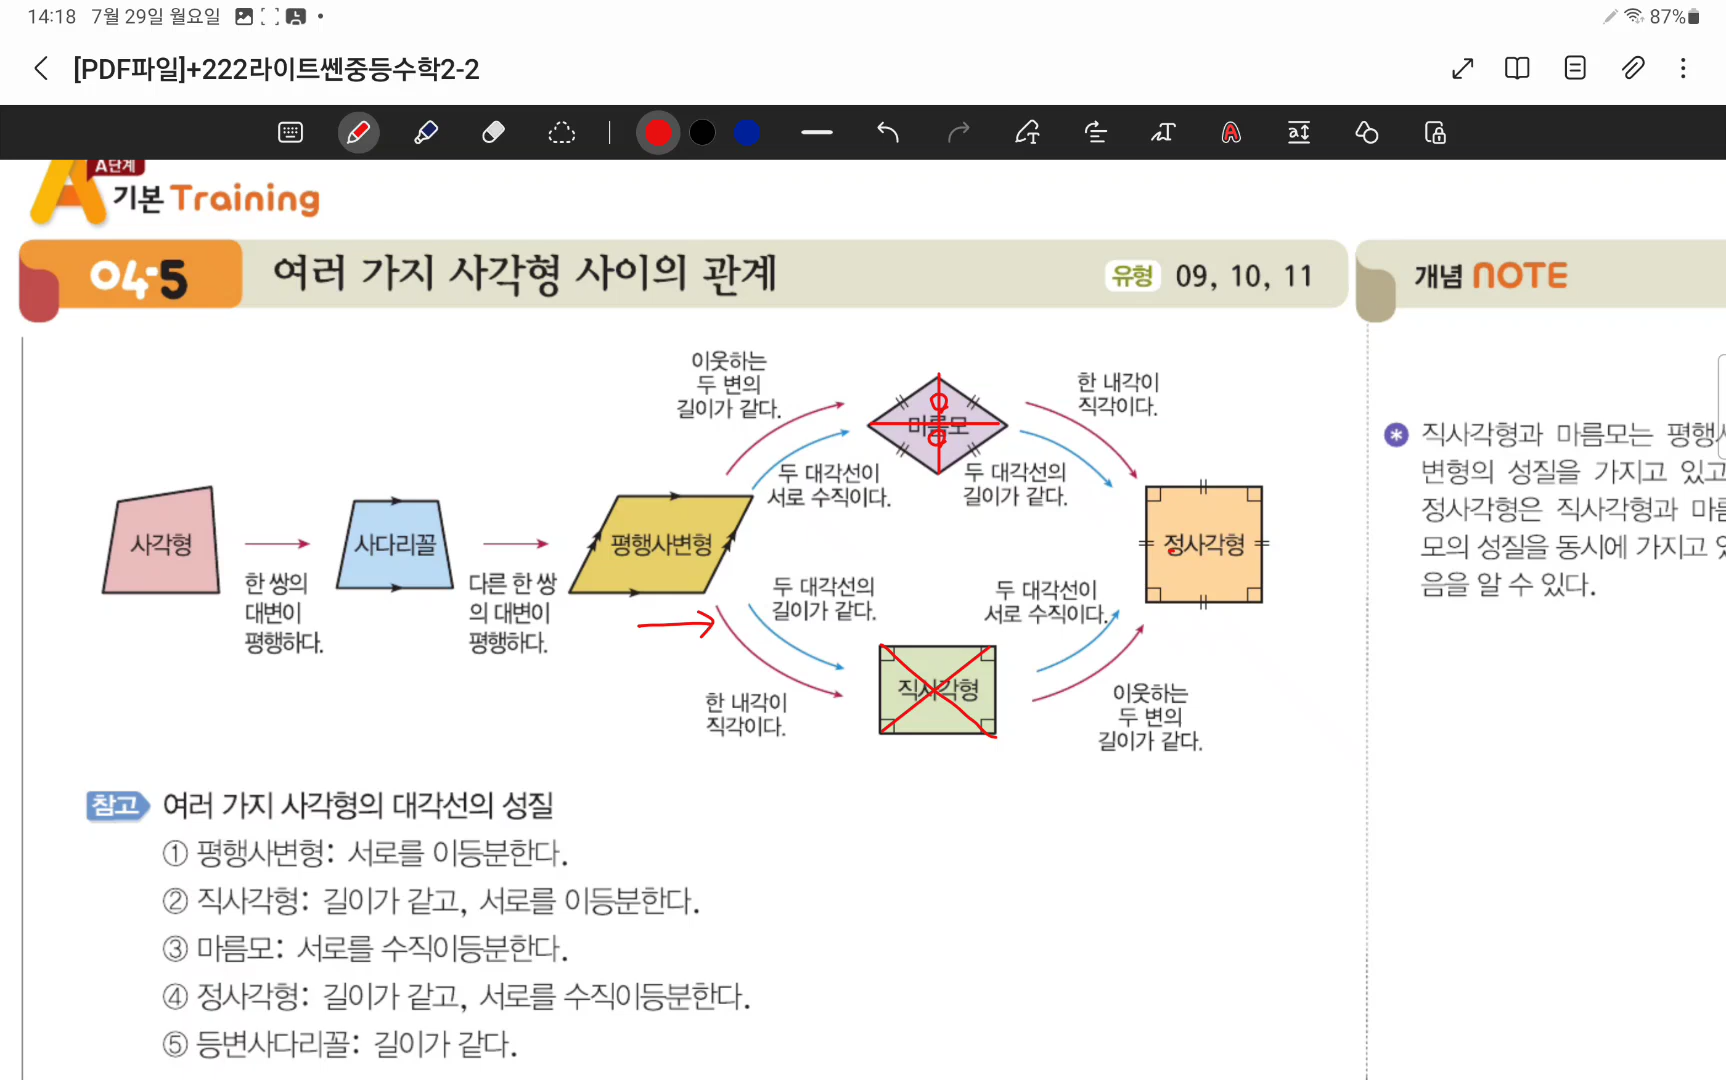 14:18 7월 29일 월요일
87%
[PDF파일]+222라이트쎈중등수학2-2
A단계
A 기본 Training
04-5 여러 가지 사각형 사이의 관계
유형 09, 10, 11
개념 NOTE
이웃하는
두 변의
길이가 같다.
한 내각이
직각이다.
마름모
두 대각선이
서로 수직이다.
두 대각선의
길이가 같다.
사각형
사다리꼴
평행사변형
정사각형
한 쌍의
대변이
평행하다.
다른 한 쌍
의 대변이
평행하다.
두 대각선의
길이가 같다.
두 대각선이
서로 수직이다.
직사각형
한 내각이
직각이다.
이웃하는
두 변의
길이가 같다.
직사각형과 마름모는 평행
변형의 성질을 가지고 있고
정사각형은 직사각형과 마름
모의 성질을 동시에 가지고
음을 알 수 있다.
참고 여러 가지 사각형의 대각선의 성질
① 평행사변형: 서로를 이등분한다.
② 직사각형: 길이가 같고, 서로를 이등분한다.
③ 마름모: 서로를 수직이등분한다.
④ 정사각형: 길이가 같고, 서로를 수직이등분한다.
⑤ 등변사다리꼴: 길이가 같다.